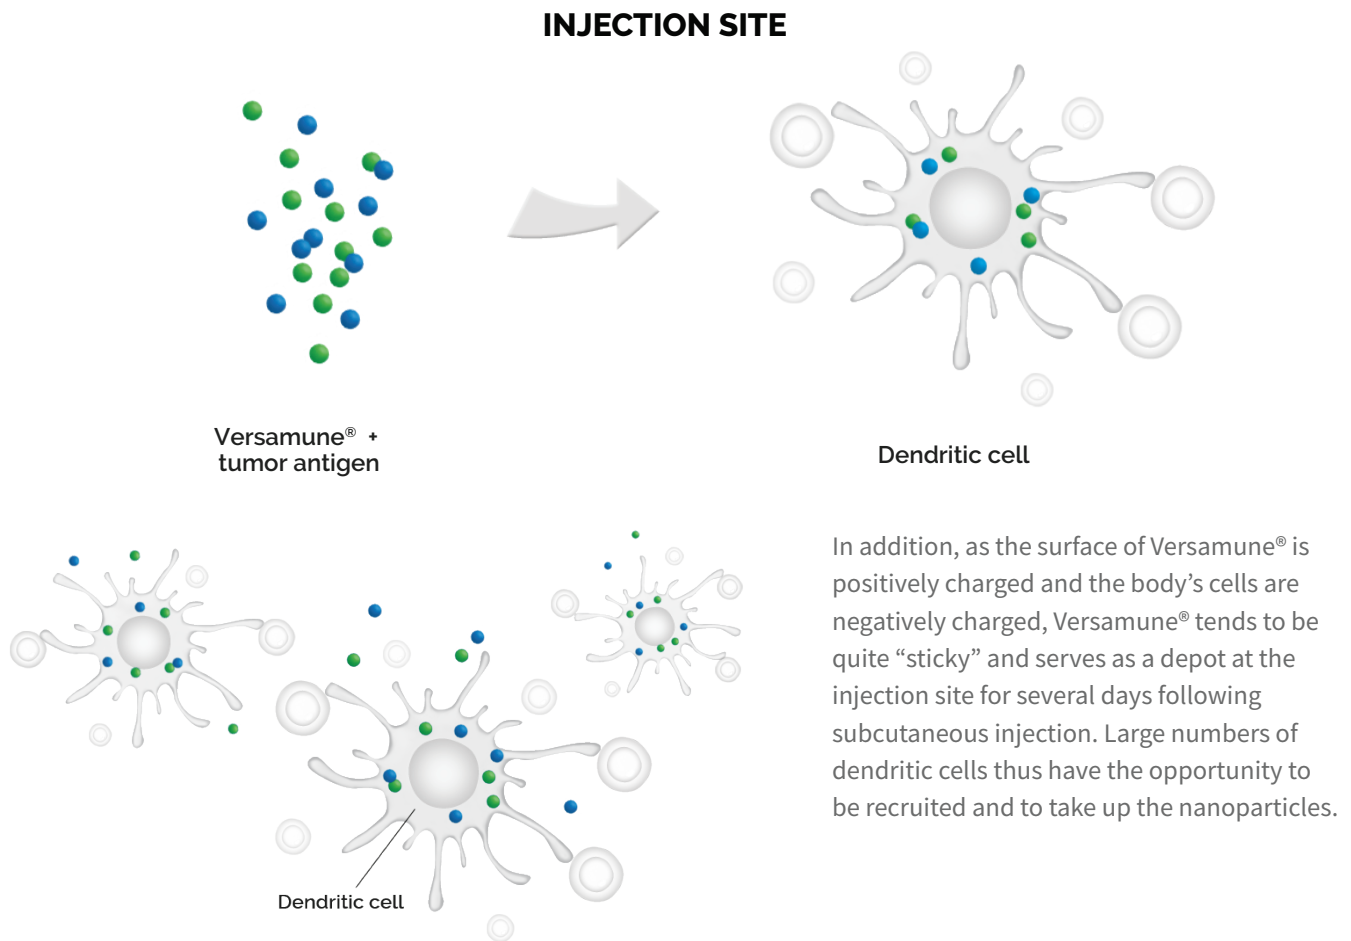 INJECTION SITE
Versamune® +
tumor antigen
Dendritic cell
In addition, as the surface of Versamune® is
positively charged and the body’s cells are
negatively charged, Versamune® tends to be
quite “sticky” and serves as a depot at the
injection site for several days following
subcutaneous injection. Large numbers of
dendritic cells thus have the opportunity to
be recruited and to take up the nanoparticles.
Dendritic cell